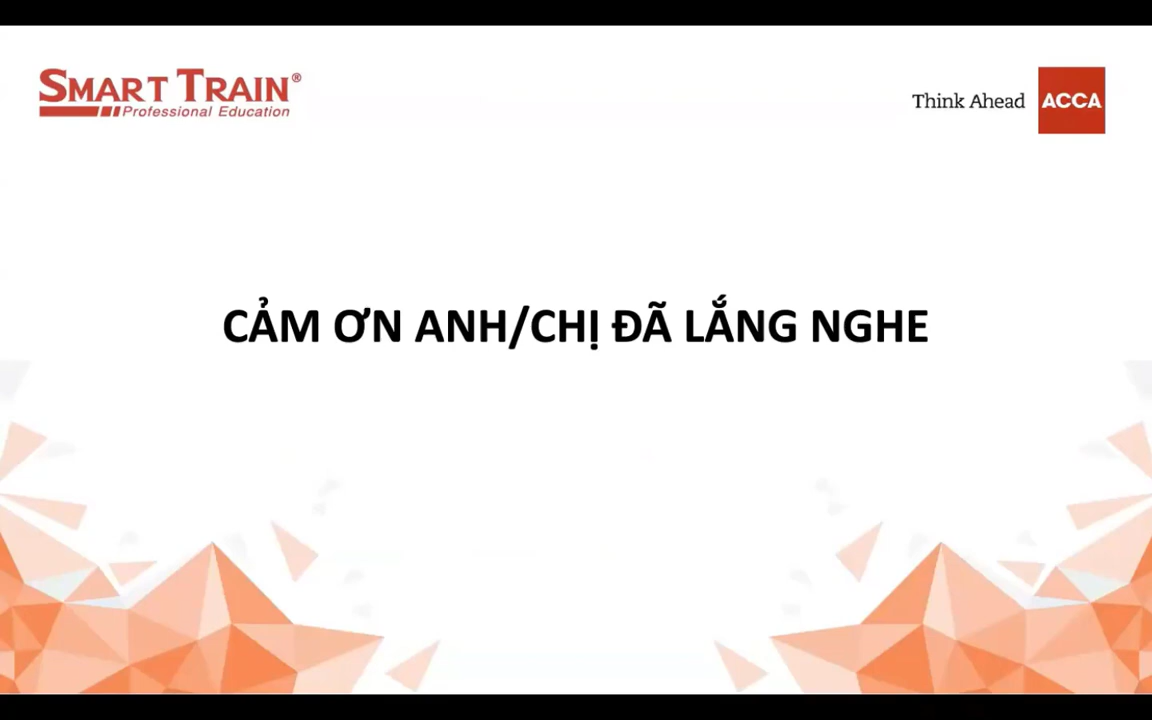 SMART TRAIN®
Professional Education
Think Ahead ACCA
CẢM ƠN ANH/CHỊ ĐÃ LẮNG NGHE